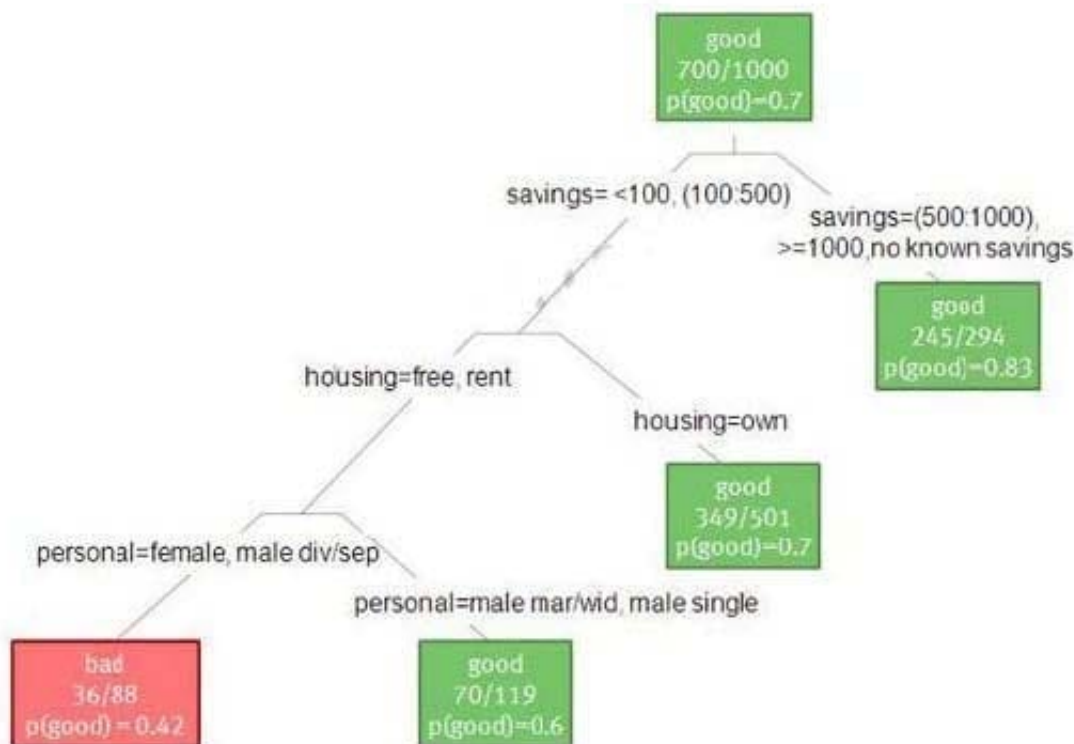 good
700/1000
p(good)=0.7
savings= <100, (100:500)
savings=(500:1000),
>=1000,no known savings
good
245/294
p(good)=0.83
housing=free, rent
housing=own
good
349/501
p(good)=0.7
personal=female, male div/sep
personal=male mar/wid, male single
bad
36/88
p(good) = 0.42
good
70/119
p(good)=0.6